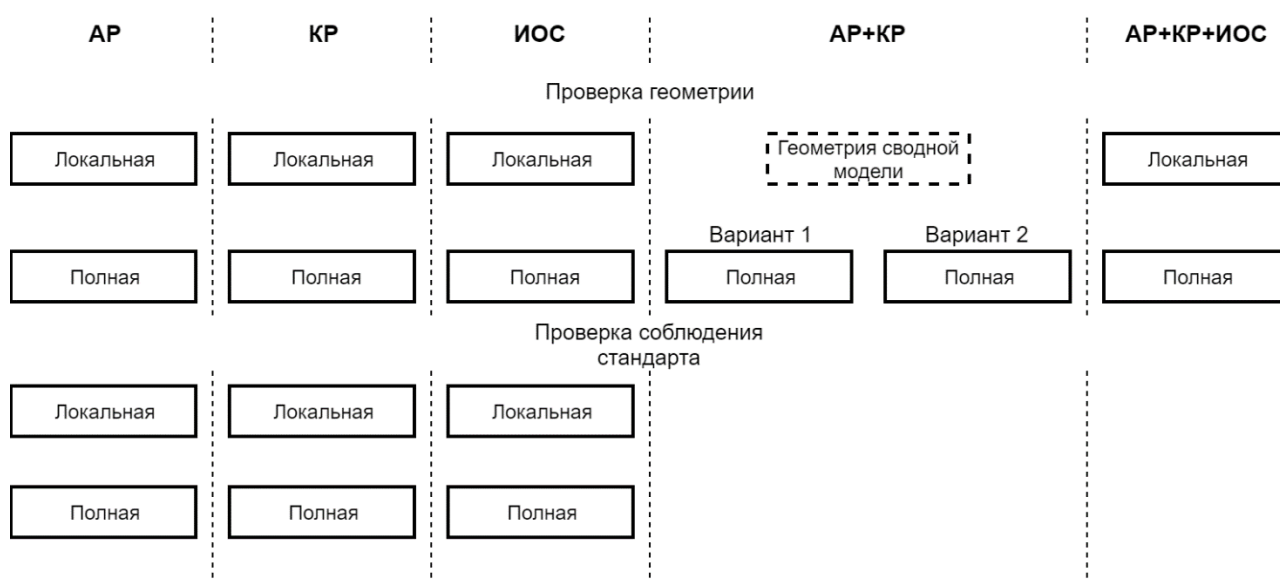 АР КР ИОС АР+КР АР+КР+ИОС
Проверка геометрии
Локальная Локальная Локальная Геометрия сводной модели Локальная
Вариант 1 Вариант 2
Полная Полная Полная Полная Полная Полная
Проверка соблюдения
стандарта
Локальная Локальная Локальная
Полная Полная Полная